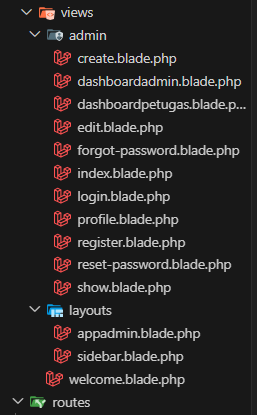 views
admin
create.blade.php
dashboardadmin.blade.php
dashboardpetugas.blade.p...
edit.blade.php
forgot-password.blade.php
index.blade.php
login.blade.php
profile.blade.php
register.blade.php
reset-password.blade.php
show.blade.php
layouts
appadmin.blade.php
sidebar.blade.php
welcome.blade.php
routes